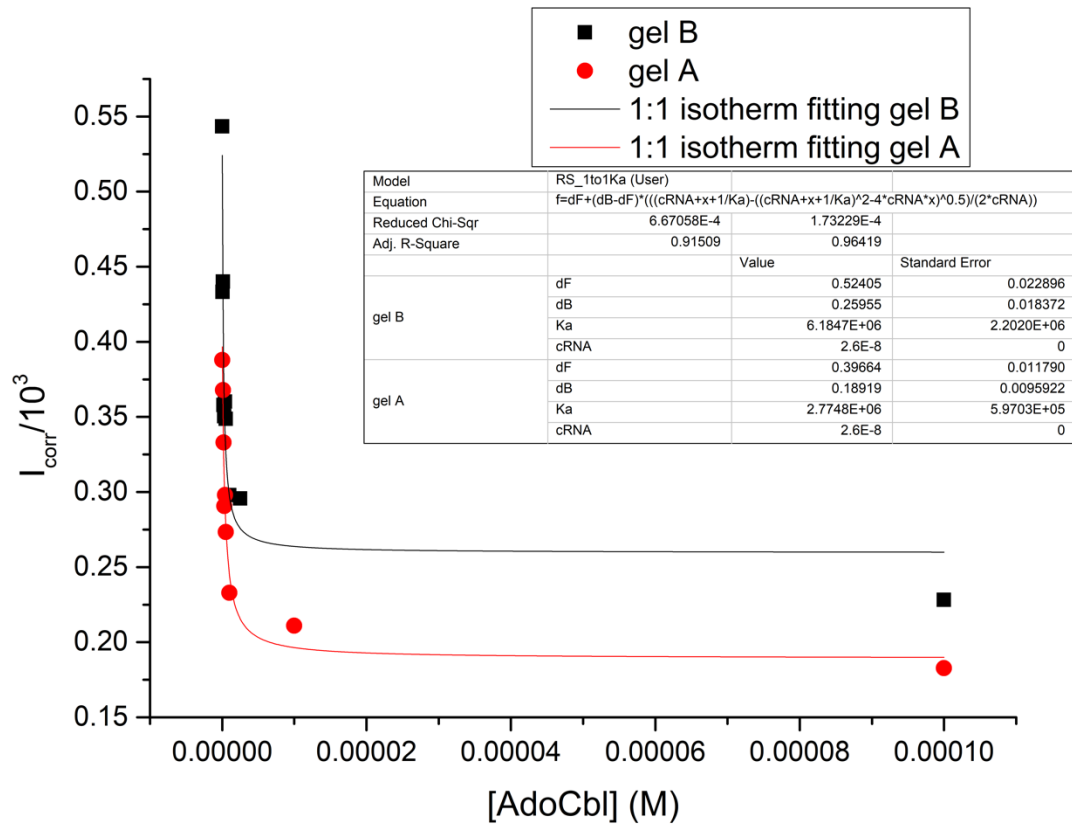 gel B
gel A
1:1 isotherm fitting gel B
1:1 isotherm fitting gel A
Model RS_1to1Ka (User)
Equation f=dF+(dB-dF)*(((cRNA+x+1/Ka)-((cRNA+x+1/Ka)^2-4*cRNA*x)^0.5)/(2*cRNA))
Reduced Chi-Sqr 6.67058E-4 1.73229E-4
Adj. R-Square 0.91509 0.96419
Value Standard Error
gel B
dF 0.52405 0.022896
dB 0.25955 0.018372
Ka 6.1847E+06 2.2020E+06
cRNA 2.6E-8 0
gel A
dF 0.39664 0.011790
dB 0.18919 0.0095922
Ka 2.7748E+06 5.9703E+05
cRNA 2.6E-8 0
0.55
0.50
0.45
0.40
0.35
0.30
0.25
0.20
0.15
I_corr/10^3
0.00000 0.00002 0.00004 0.00006 0.00008 0.00010
[AdoCbl] (M)